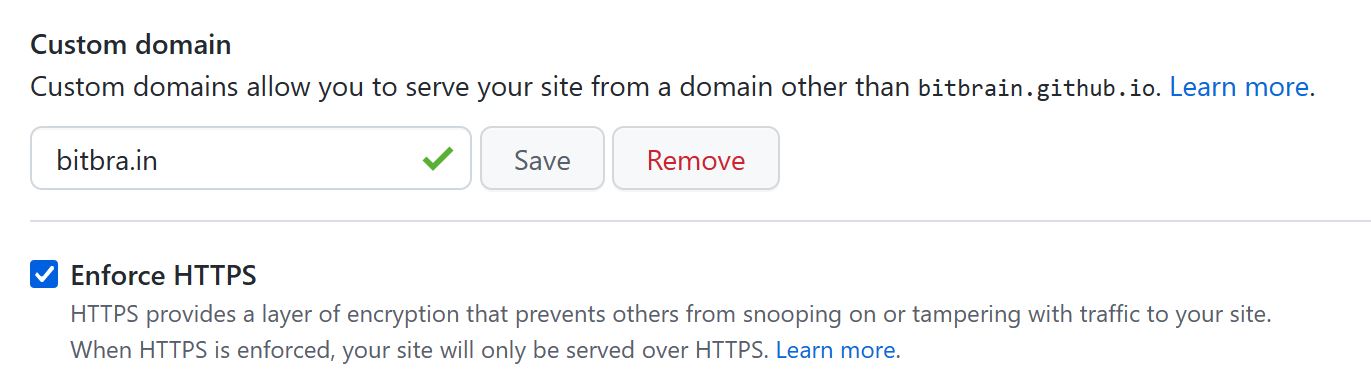 Custom domain
Custom domains allow you to serve your site from a domain other than bitbrain.github.io. Learn more.
bitbra.in Save Remove
Enforce HTTPS
HTTPS provides a layer of encryption that prevents others from snooping on or tampering with traffic to your site.
When HTTPS is enforced, your site will only be served over HTTPS. Learn more.